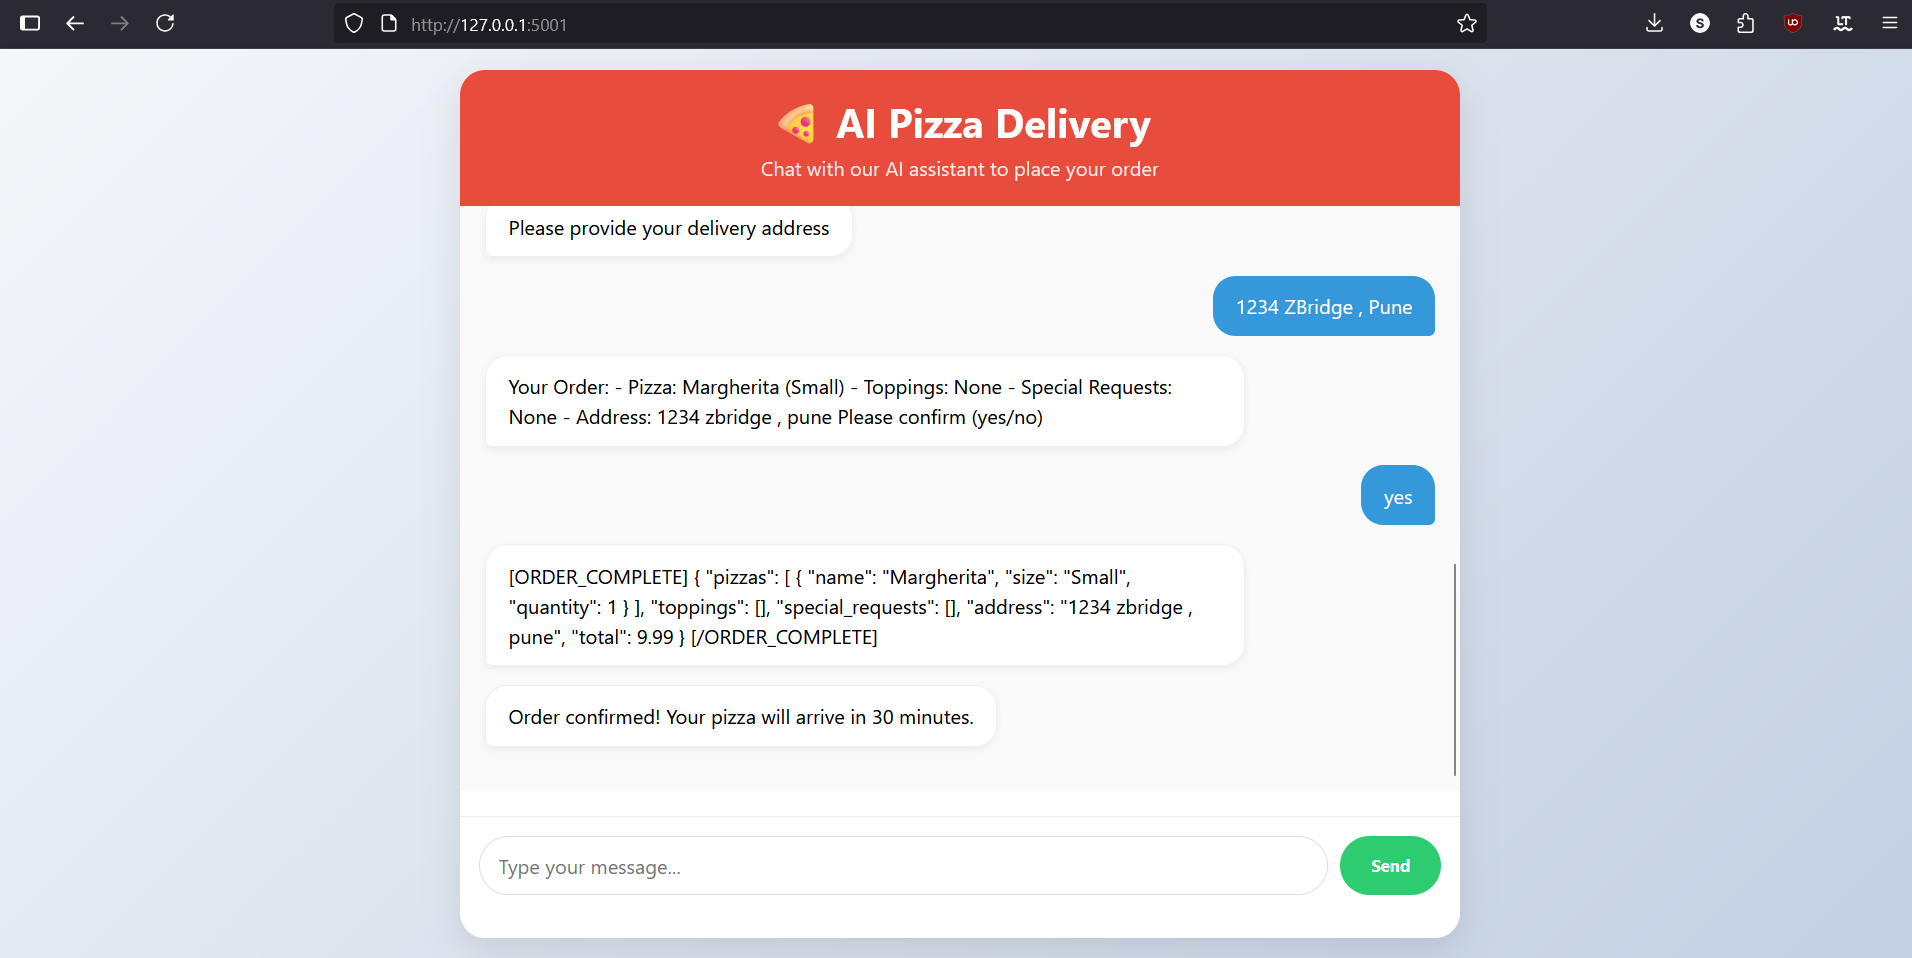 http://127.0.0.1:5001
AI Pizza Delivery
Chat with our AI assistant to place your order
Please provide your delivery address
1234 ZBridge , Pune
Your Order: - Pizza: Margherita (Small) - Toppings: None - Special Requests:
None - Address: 1234 zbridge , pune Please confirm (yes/no)
yes
[ORDER_COMPLETE] { "pizzas": [ { "name": "Margherita", "size": "Small",
"quantity": 1 } ], "toppings": [], "special_requests": [], "address": "1234 zbridge ,
pune", "total": 9.99 } [/ORDER_COMPLETE]
Order confirmed! Your pizza will arrive in 30 minutes.
Type your message...
Send